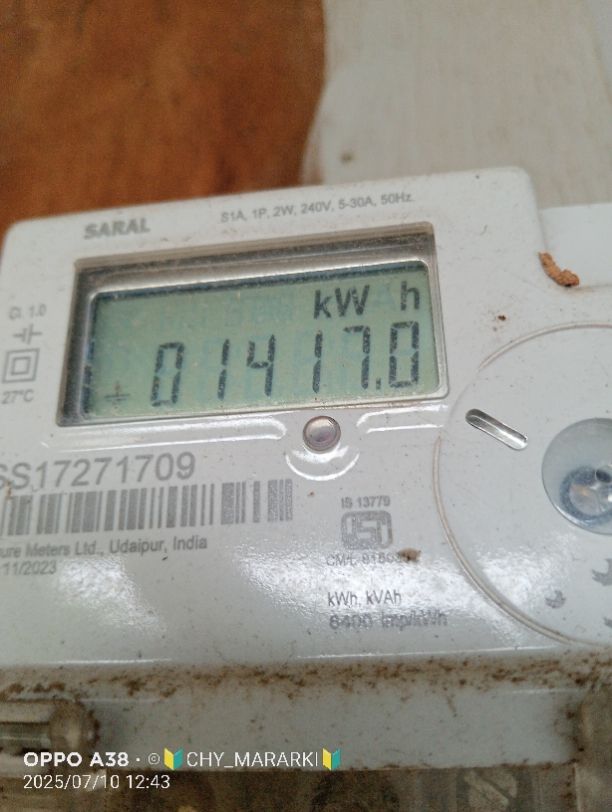 SARAL
S1A, 1P, 2W, 240V, 5-30A, 50Hz.
Cl. 1.0
kW h
01417.0
27°C
SS17271709
ure Meters Ltd., Udaipur, India
11/2023
IS 13779
CM/L
kWh, kVAh
6400 imp/kWh
OPPO A38 · © 🔰CHY_MARARKI🔰
2025/07/10 12:43